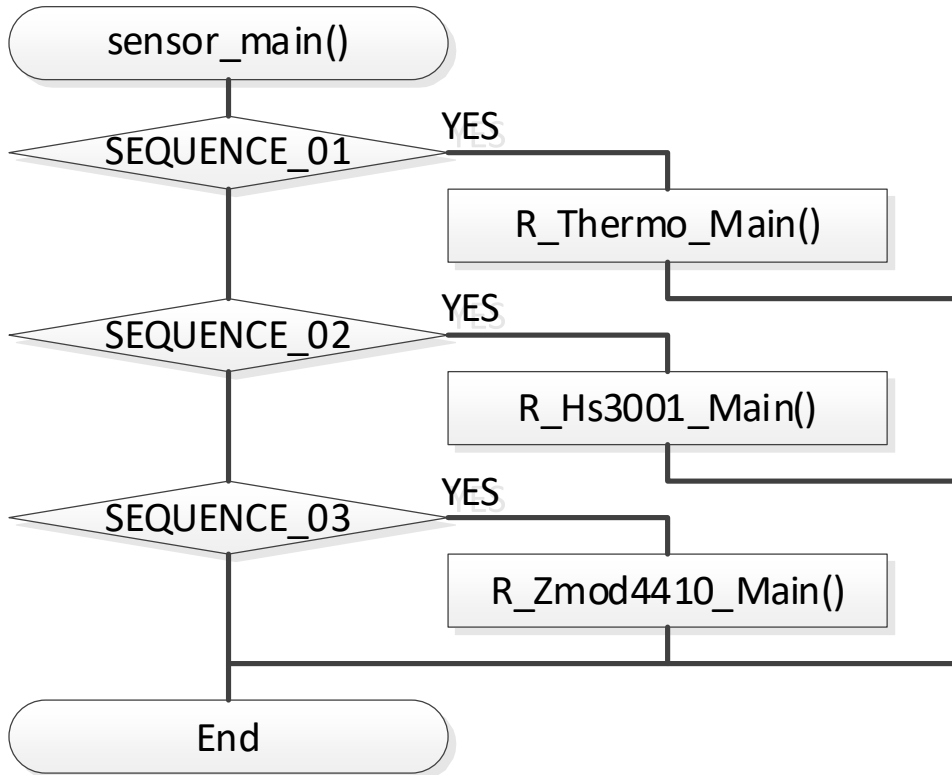 sensor_main()
SEQUENCE_01
YES
R_Thermo_Main()
SEQUENCE_02
YES
R_Hs3001_Main()
SEQUENCE_03
YES
R_Zmod4410_Main()
End